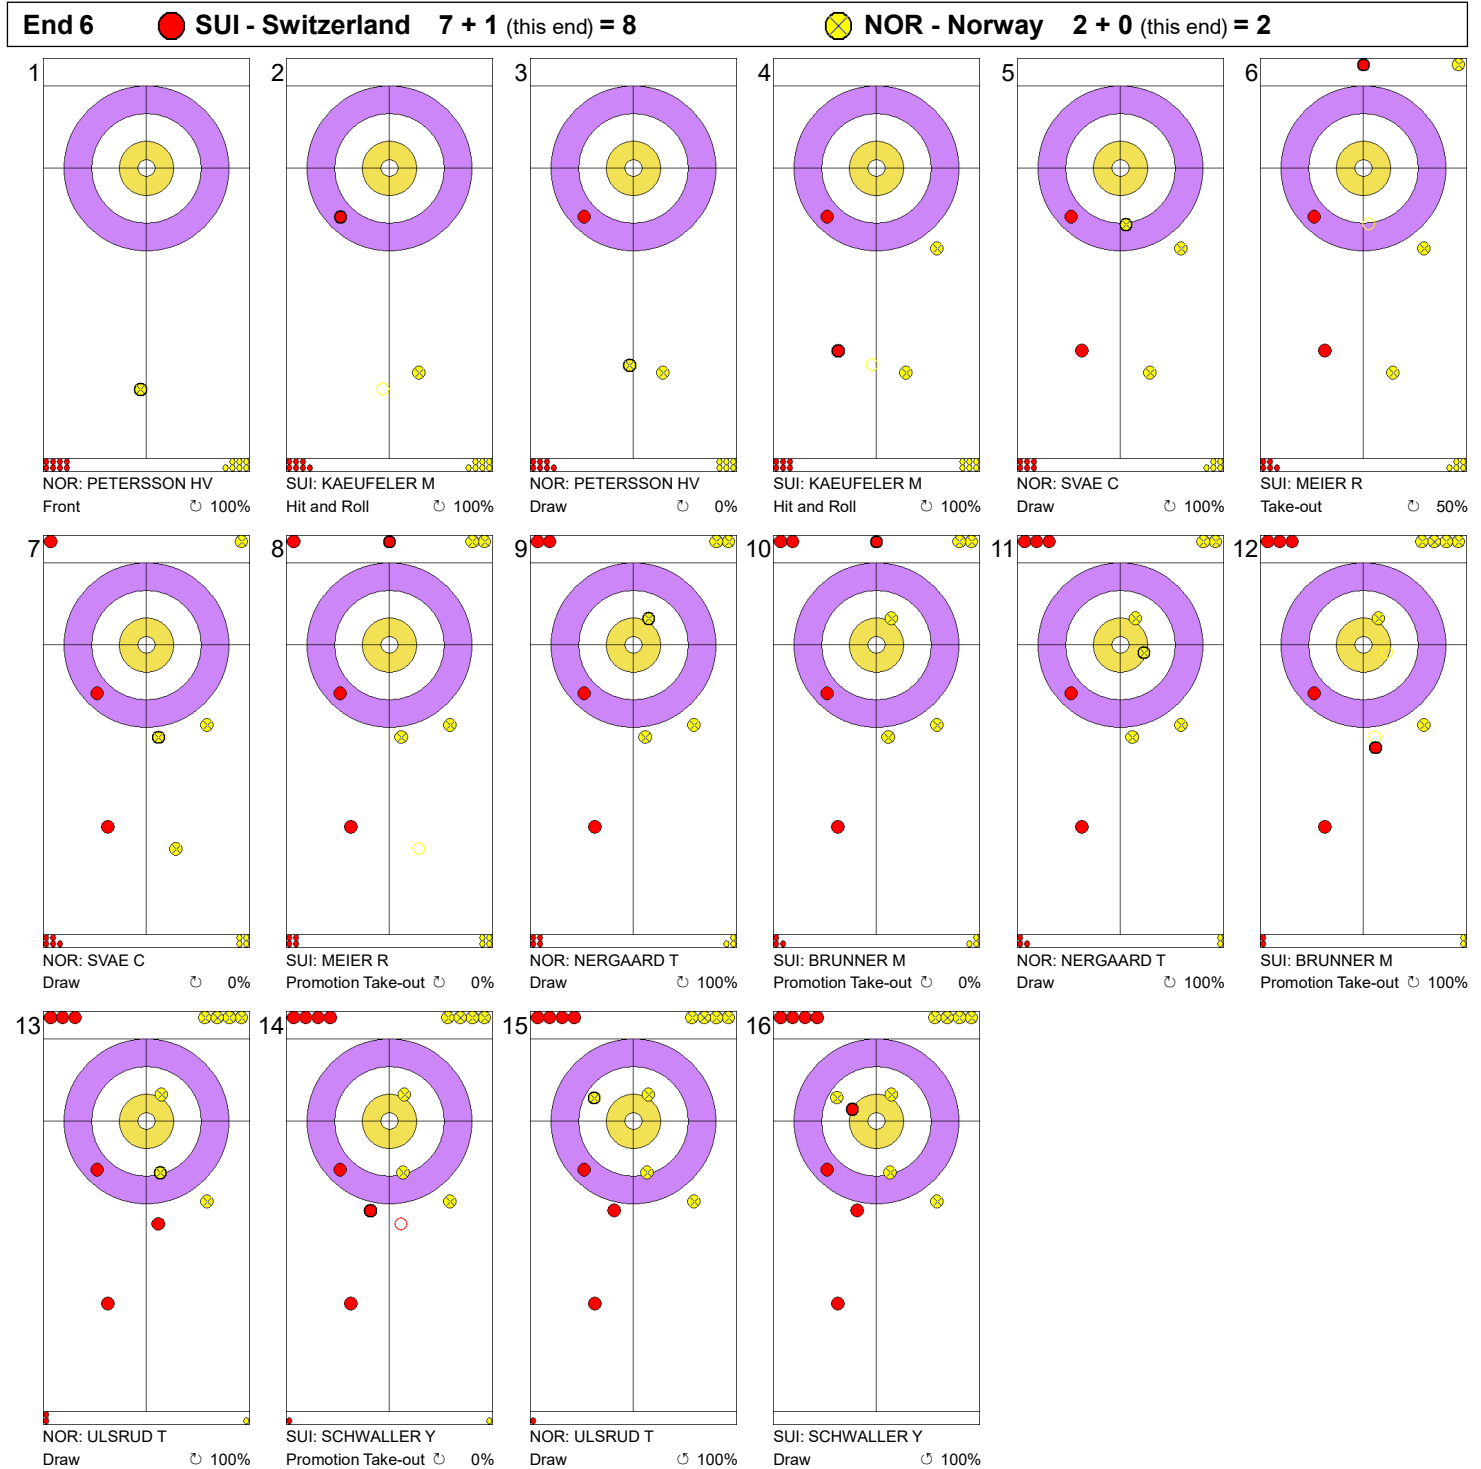 End 6 SUI - Switzerland 7 + 1 (this end) = 8 NOR - Norway 2 + 0 (this end) = 2
1 2 3 4 5 6
NOR: PETERSSON HV SUI: KAEUFELER M NOR: PETERSSON HV SUI: KAEUFELER M NOR: SVAE C SUI: MEIER R
Front ↻ 100% Hit and Roll ↻ 100% Draw ↻ 0% Hit and Roll ↻ 100% Draw ↻ 100% Take-out ↻ 50%
7 8 9 10 11 12
NOR: SVAE C SUI: MEIER R NOR: NERGAARD T SUI: BRUNNER M NOR: NERGAARD T SUI: BRUNNER M
Draw ↻ 0% Promotion Take-out ↻ 0% Draw ↻ 100% Promotion Take-out ↻ 0% Draw ↻ 100% Promotion Take-out ↻ 100%
13 14 15 16
NOR: ULSRUD T SUI: SCHWALLER Y NOR: ULSRUD T SUI: SCHWALLER Y
Draw ↻ 100% Promotion Take-out ↻ 0% Draw ↺ 100% Draw ↺ 100%